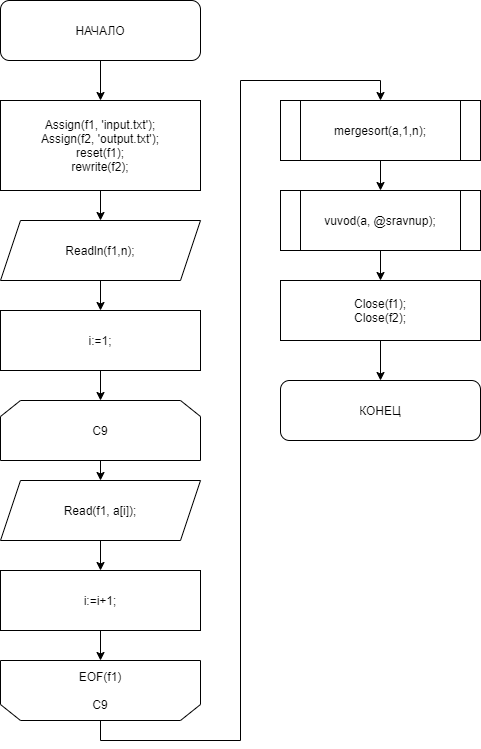 НАЧАЛО
Assign(f1, 'input.txt');
Assign(f2, 'output.txt');
reset(f1);
rewrite(f2);
Readln(f1,n);
i:=1;
C9
Read(f1, a[i]);
i:=i+1;
EOF(f1)
C9
mergesort(a,1,n);
vuvod(a, @sravnup);
Close(f1);
Close(f2);
КОНЕЦ